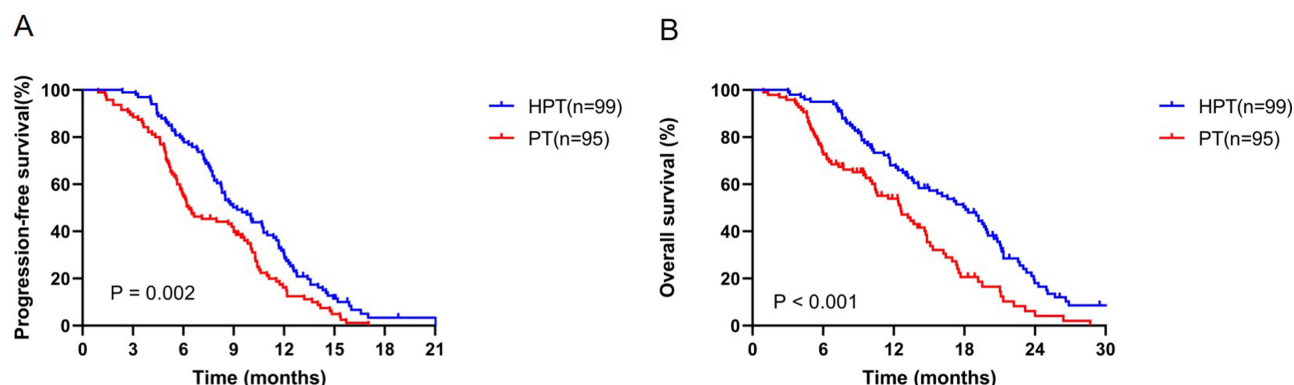 A
Progression-free survival(%)
100
80
60
40
20
0
P = 0.002
0 3 6 9 12 15 18 21
Time (months)
HPT(n=99)
PT(n=95)
B
Overall survival (%)
100
80
60
40
20
0
P < 0.001
0 6 12 18 24 30
Time (months)
HPT(n=99)
PT(n=95)